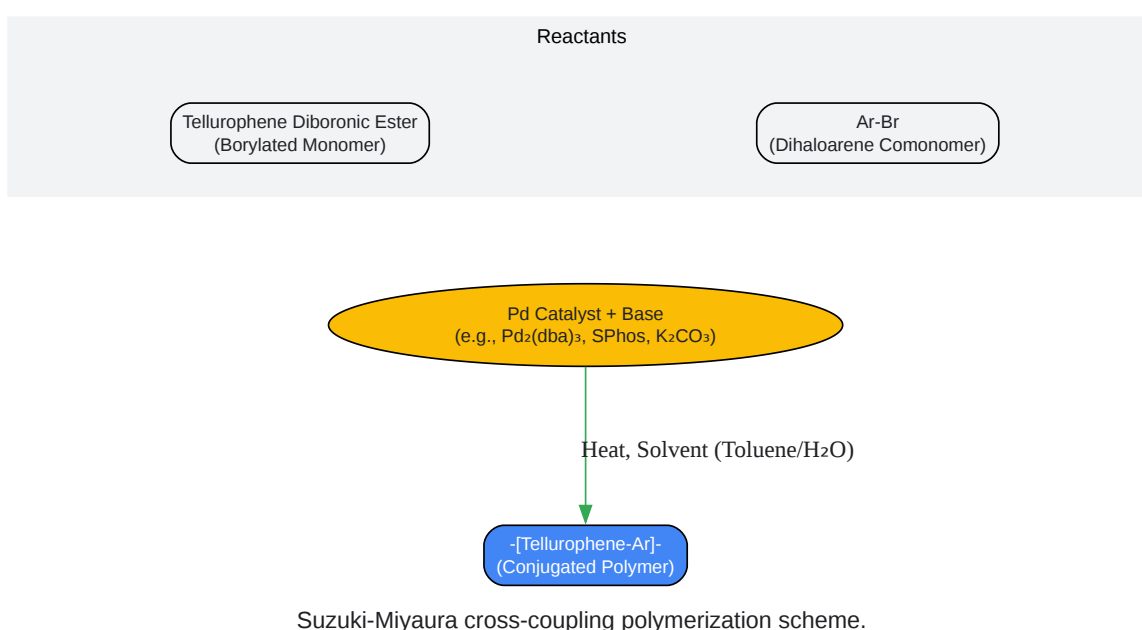 Reactants
Tellurophene Diboronic Ester
(Borylated Monomer)
Ar-Br
(Dihaloarene Comonomer)
Pd Catalyst + Base
(e.g., Pd₂(dba)₃, SPhos, K₂CO₃)
Heat, Solvent (Toluene/H₂O)
-[Tellurophene-Ar]-
(Conjugated Polymer)
Suzuki-Miyaura cross-coupling polymerization scheme.